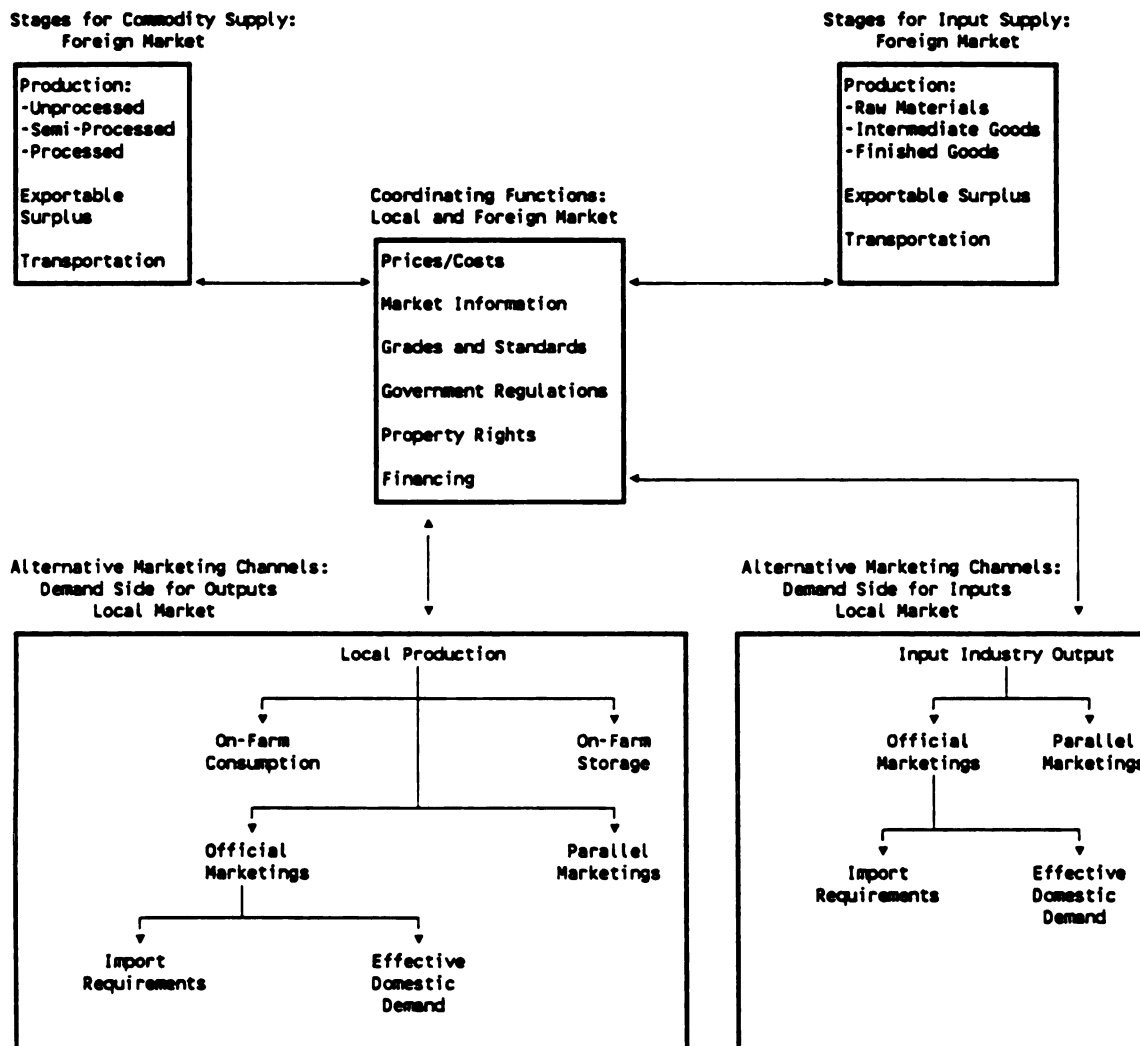 Stages for Commodity Supply:
Foreign Market
Production:
-Unprocessed
-Semi-Processed
-Processed
Exportable
Surplus
Transportation
Stages for Input Supply:
Foreign Market
Production:
-Raw Materials
-Intermediate Goods
-Finished Goods
Exportable Surplus
Transportation
Coordinating Functions:
Local and Foreign Market
Prices/Costs
Market Information
Grades and Standards
Government Regulations
Property Rights
Financing
Alternative Marketing Channels:
Demand Side for Outputs
Local Market
Local Production
On-Farm
Consumption
On-Farm
Storage
Official
Marketings
Parallel
Marketings
Import
Requirements
Effective
Domestic
Demand
Alternative Marketing Channels:
Demand Side for Inputs
Local Market
Input Industry Output
Official
Marketings
Parallel
Marketings
Import
Requirements
Effective
Domestic
Demand